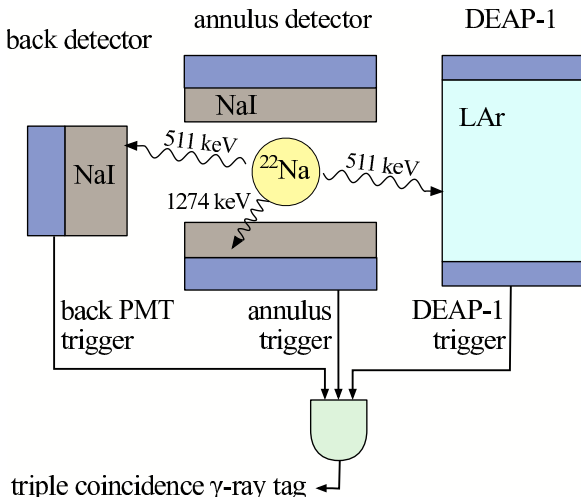 annulus detector
DEAP-1
back detector
NaI
LAr
511 keV
²²Na
511 keV
NaI
1274 keV
back PMT
trigger
annulus
trigger
DEAP-1
trigger
triple coincidence γ-ray tag